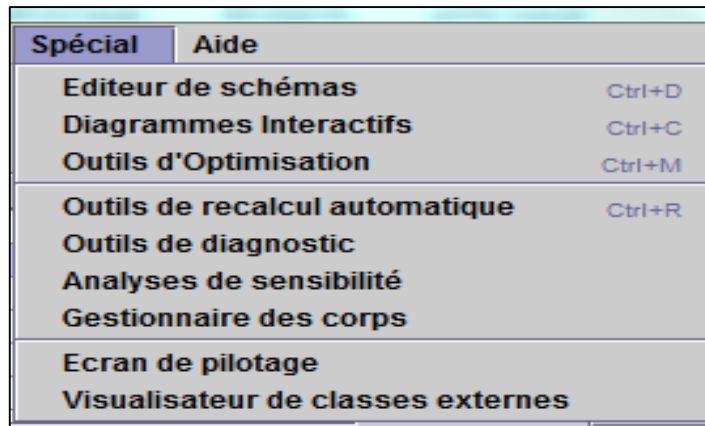 Spécial Aide
Editeur de schémas Ctrl+D
Diagrammes Interactifs Ctrl+C
Outils d'Optimisation Ctrl+M
Outils de recalcul automatique Ctrl+R
Outils de diagnostic
Analyses de sensibilité
Gestionnaire des corps
Ecran de pilotage
Visualisateur de classes externes